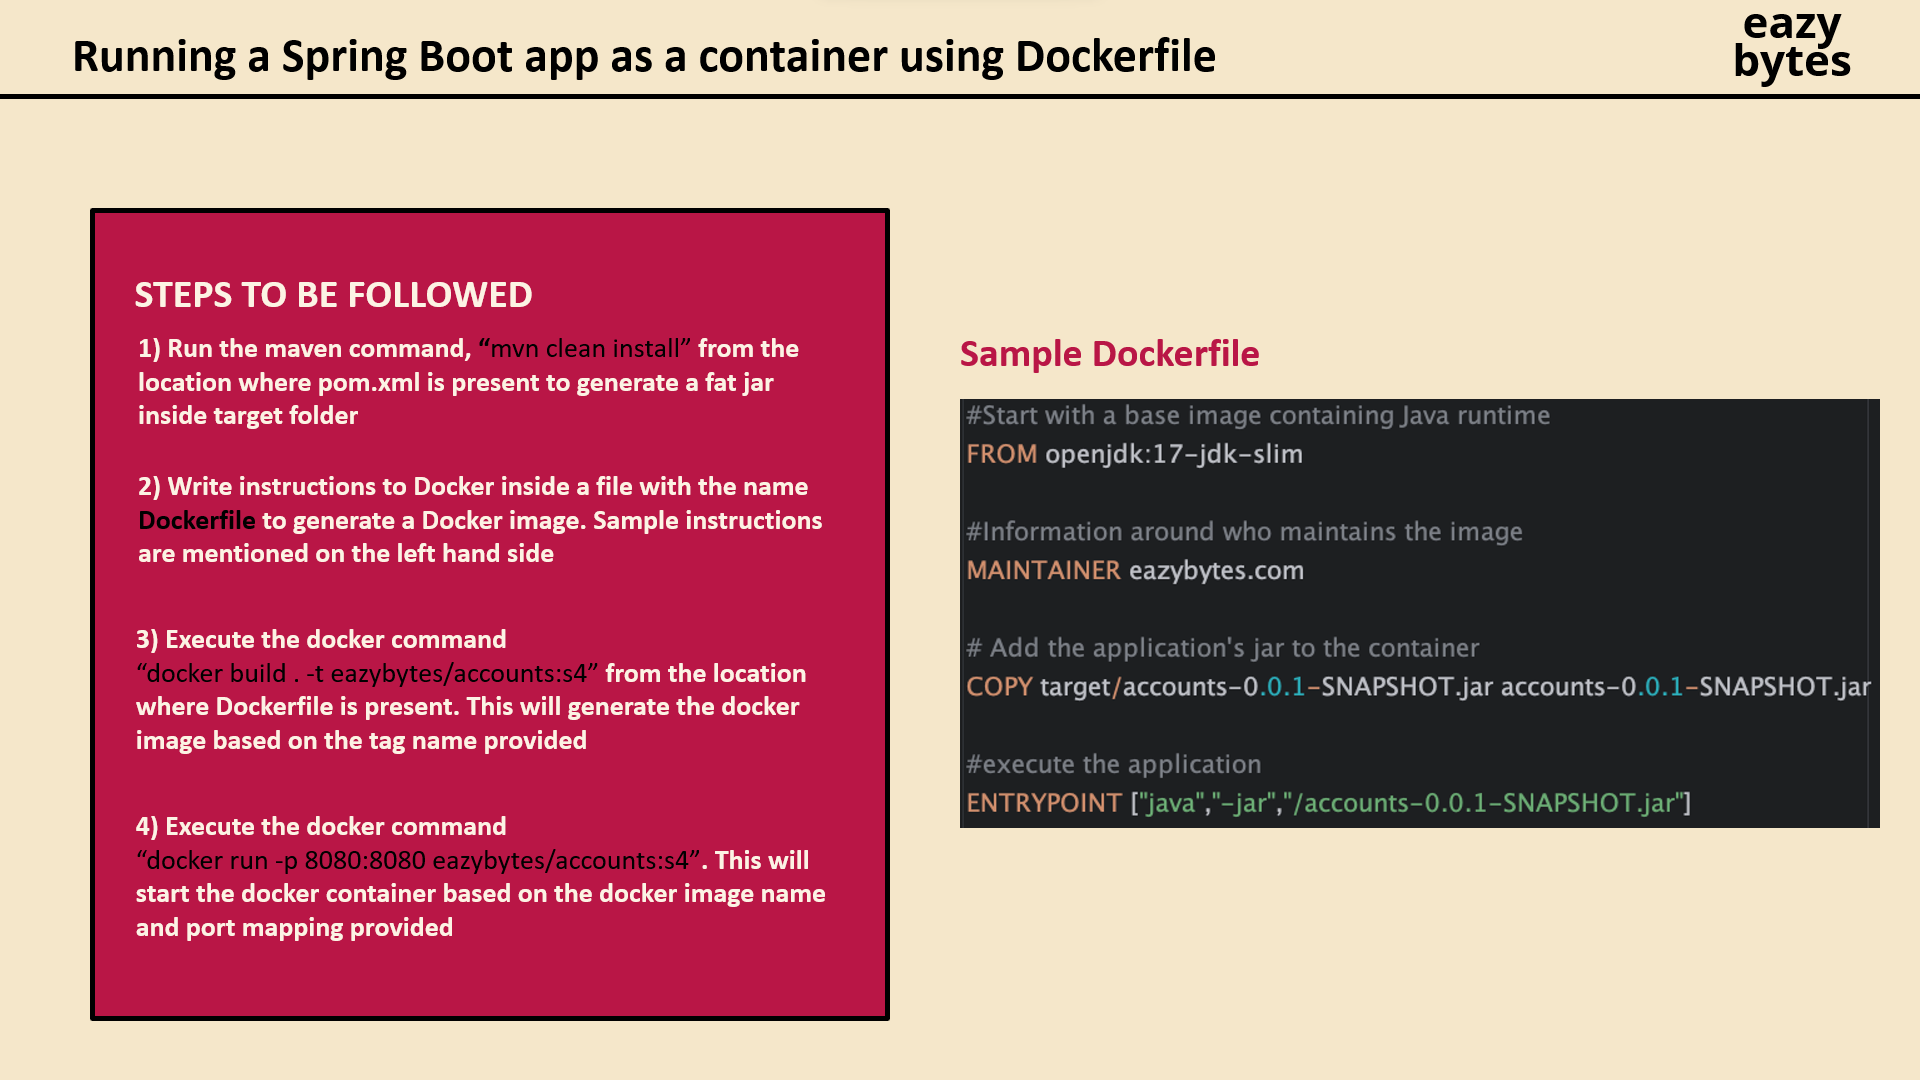 Running a Spring Boot app as a container using Dockerfile
eazy
bytes
STEPS TO BE FOLLOWED
1) Run the maven command, “mvn clean install” from the
location where pom.xml is present to generate a fat jar
inside target folder
2) Write instructions to Docker inside a file with the name
Dockerfile to generate a Docker image. Sample instructions
are mentioned on the left hand side
3) Execute the docker command
“docker build . -t eazybytes/accounts:s4” from the location
where Dockerfile is present. This will generate the docker
image based on the tag name provided
4) Execute the docker command
“docker run -p 8080:8080 eazybytes/accounts:s4”. This will
start the docker container based on the docker image name
and port mapping provided
Sample Dockerfile
#Start with a base image containing Java runtime
FROM openjdk:17-jdk-slim
#Information around who maintains the image
MAINTAINER eazybytes.com
# Add the application's jar to the container
COPY target/accounts-0.0.1-SNAPSHOT.jar accounts-0.0.1-SNAPSHOT.jar
#execute the application
ENTRYPOINT ["java","-jar","/accounts-0.0.1-SNAPSHOT.jar"]